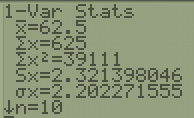 1-Var Stats
x̄=62.5
Σx=625
Σx²=39111
Sx=2.321398046
σx=2.202271555
↓n=10